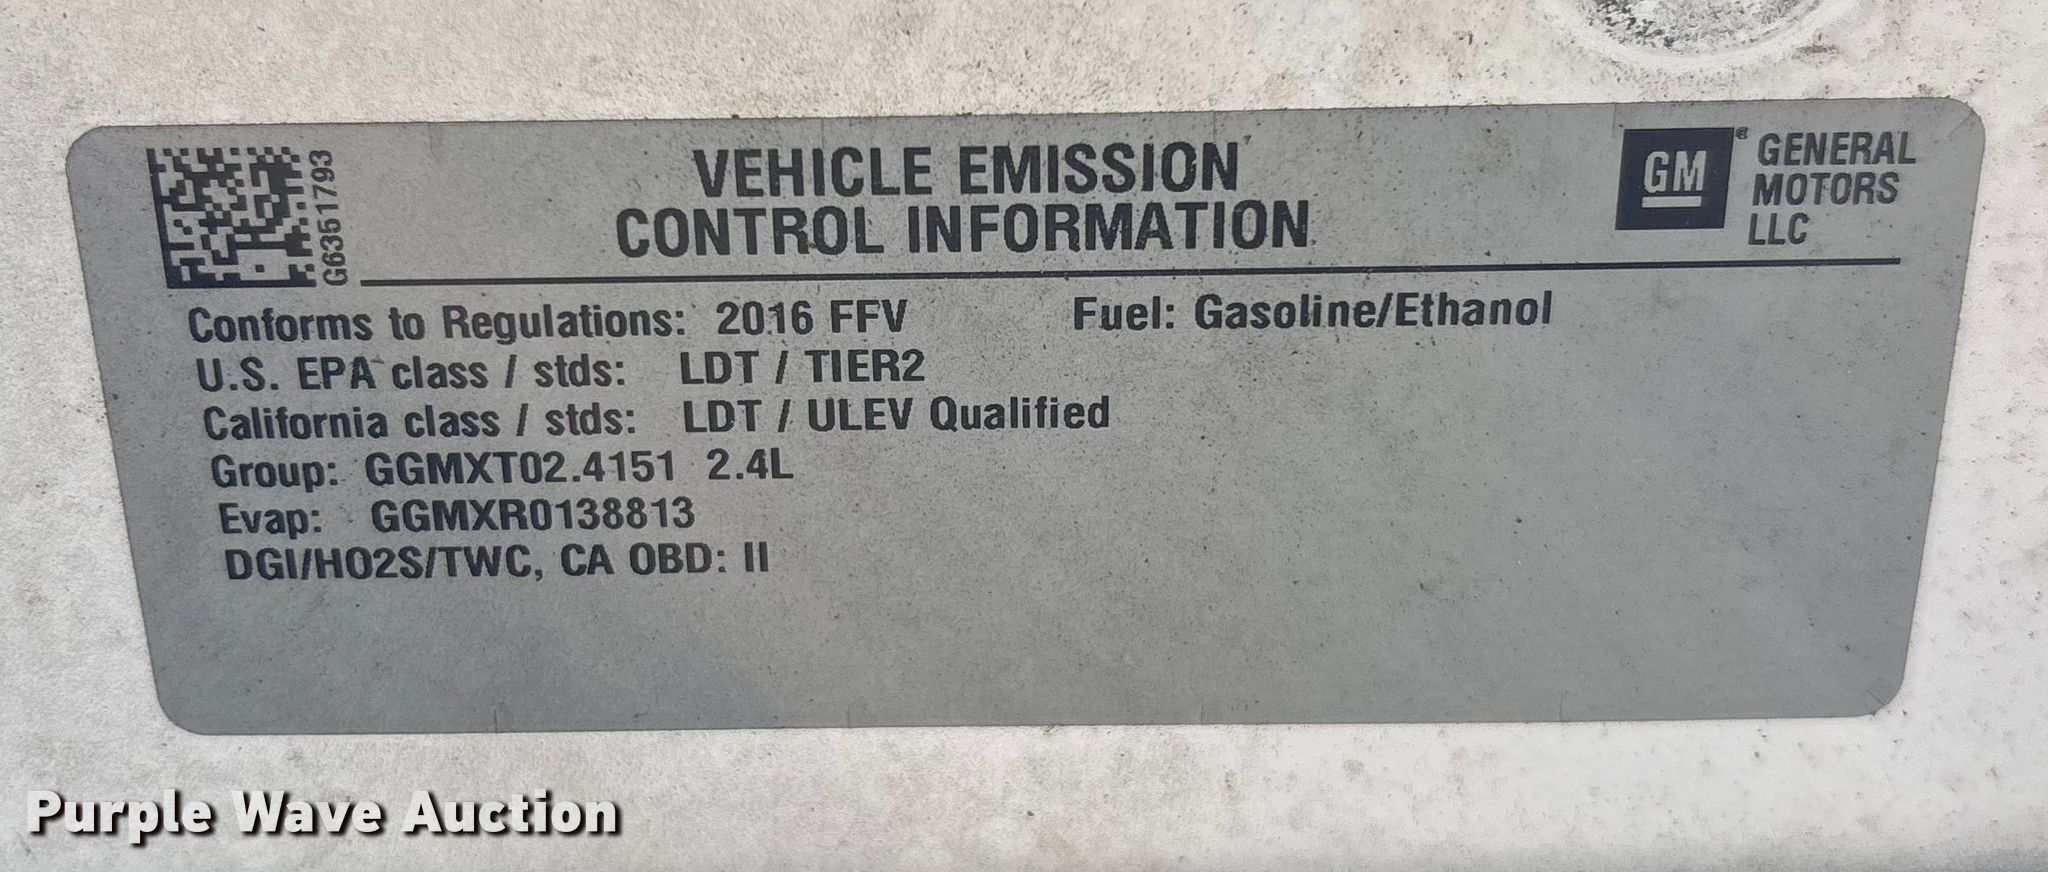 G63517793
VEHICLE EMISSION
CONTROL INFORMATION
GM
®
GENERAL
MOTORS
LLC
Conforms to Regulations: 2016 FFV Fuel: Gasoline/Ethanol
U.S. EPA class / stds: LDT / TIER2
California class / stds: LDT / ULEV Qualified
Group: GGMXT02.4151 2.4L
Evap: GGMXR0138813
DGI/HO2S/TWC, CA OBD: II
Purple Wave Auction